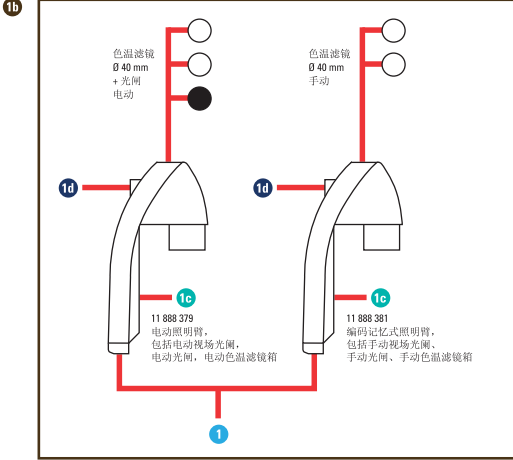 1b
色温滤镜
Ø 40 mm
+ 光闸
电动
色温滤镜
Ø 40 mm
手动
1d
1d
1c
1c
11 888 379
电动照明臂，
包括电动视场光阑，
电动光闸，电动色温滤镜箱
11 888 381
编码记忆式照明臂，
包括手动视场光阑、
手动光闸、手动色温滤镜箱
1